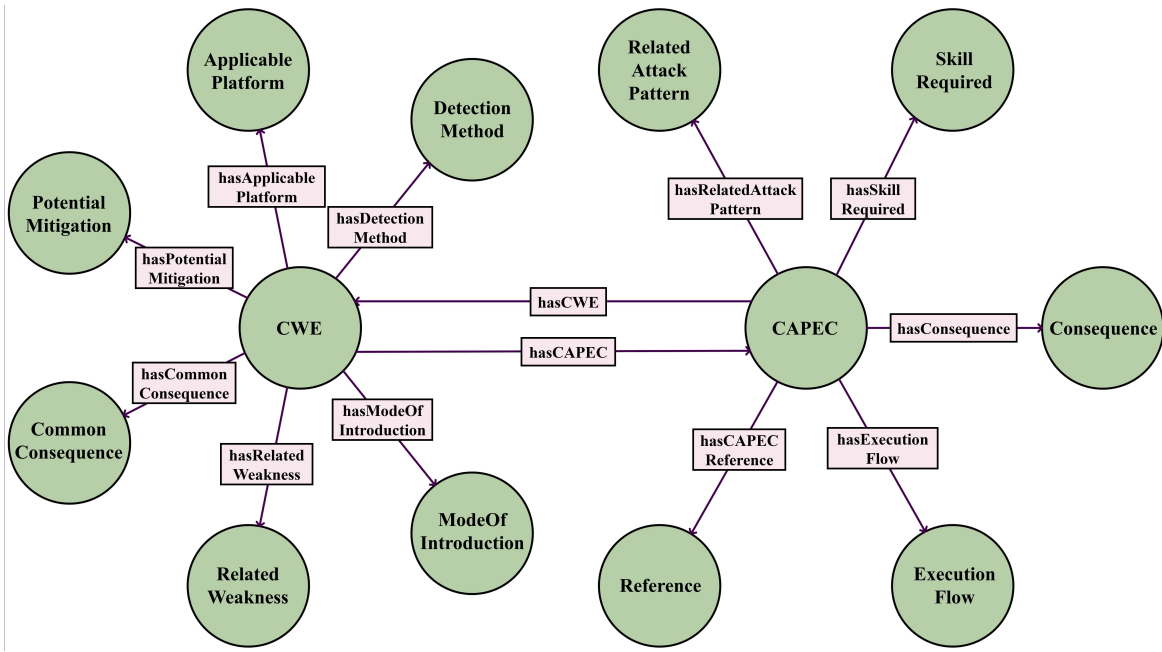 Applicable
Platform
Related
Attack
Pattern
Skill
Required
Detection
Method
hasApplicable
Platform
hasRelatedAttack
Pattern
hasSkill
Required
Potential
Mitigation
hasDetection
Method
hasPotential
Mitigation
hasCWE
CWE
CAPEC
hasConsequence
Consequence
hasCAPEC
hasCommon
Consequence
hasModeOf
Introduction
Common
Consequence
hasRelated
Weakness
hasCAPEC
Reference
hasExecution
Flow
ModeOf
Introduction
Related
Weakness
Reference
Execution
Flow